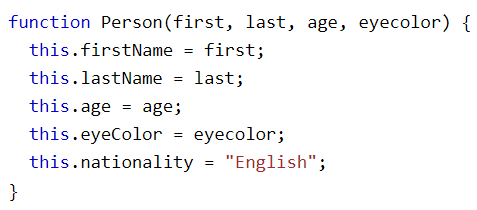 function Person(first, last, age, eyecolor) {
  this.firstName = first;
  this.lastName = last;
  this.age = age;
  this.eyeColor = eyecolor;
  this.nationality = "English";
}